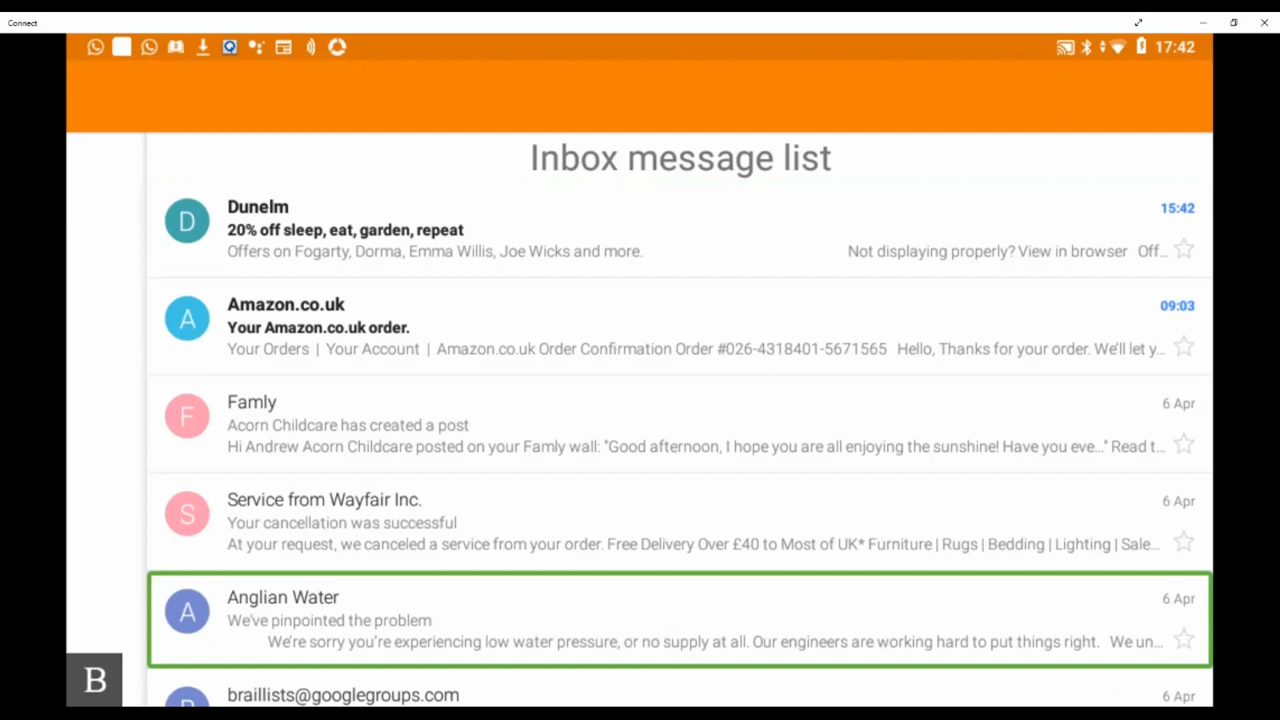 Connect
17:42
Inbox message list
D
Dunelm
15:42
20% off sleep, eat, garden, repeat
Offers on Fogarty, Dorma, Emma Willis, Joe Wicks and more. Not displaying properly? View in browser Off...
A
Amazon.co.uk
09:03
Your Amazon.co.uk order.
Your Orders | Your Account | Amazon.co.uk Order Confirmation Order #026-4318401-5671565 Hello, Thanks for your order. We'll let y...
F
Famly
6 Apr
Acorn Childcare has created a post
Hi Andrew Acorn Childcare posted on your Famly wall: "Good afternoon, I hope you are all enjoying the sunshine! Have you eve..." Read t...
S
Service from Wayfair Inc.
6 Apr
Your cancellation was successful
At your request, we canceled a service from your order. Free Delivery Over £40 to Most of UK* Furniture | Rugs | Bedding | Lighting | Sale...
A
Anglian Water
6 Apr
We've pinpointed the problem
We're sorry you're experiencing low water pressure, or no supply at all. Our engineers are working hard to put things right. We un...
B
braillists@googlegroups.com
6 Apr